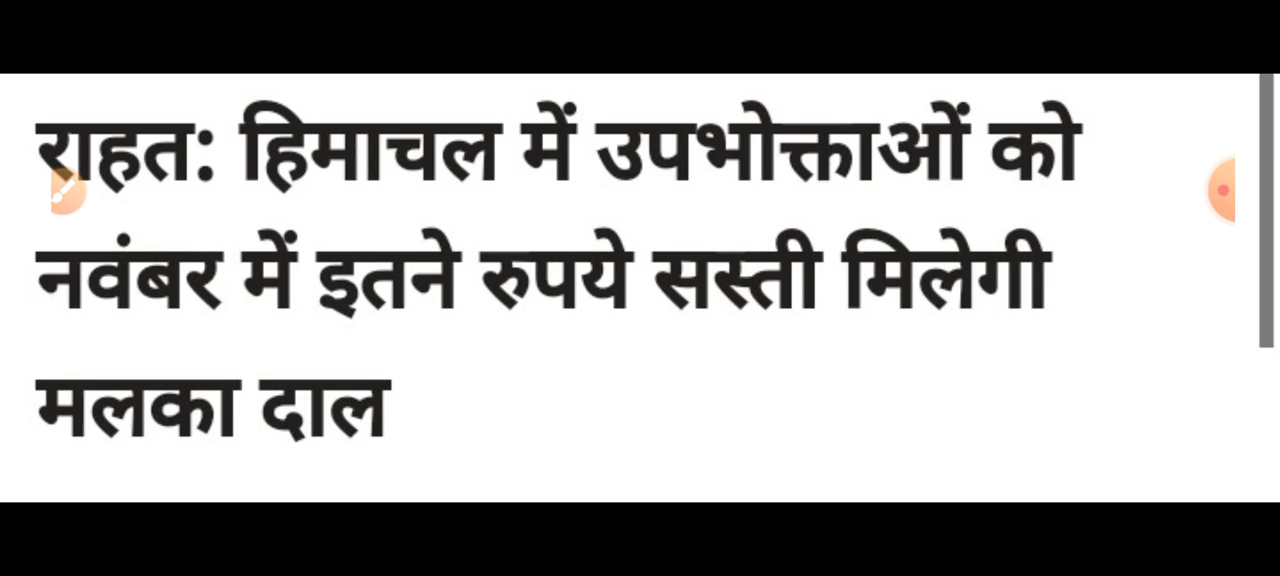 राहत: हिमाचल में उपभोक्ताओं को
नवंबर में इतने रुपये सस्ती मिलेगी
मलका दाल